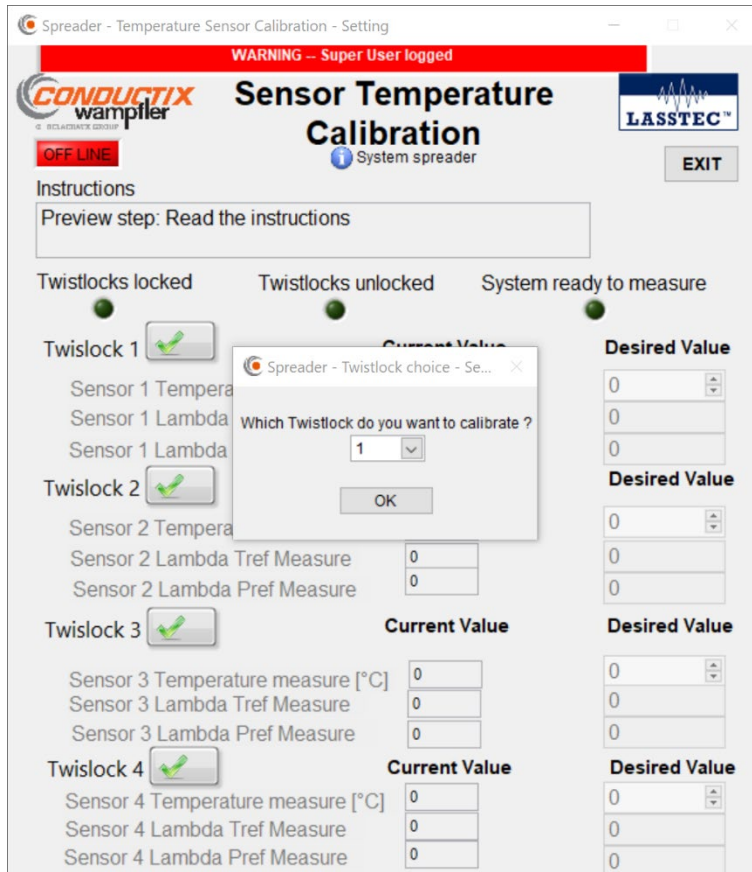 Spreader - Temperature Sensor Calibration - Setting
WARNING -- Super User logged
CONDUCTIX
wampfler
Sensor Temperature
Calibration
LASSTEC™
OFF LINE
System spreader
EXIT
Instructions
Preview step: Read the instructions
Twistlocks locked
Twistlocks unlocked
System ready to measure
Twislock 1
Desired Value
Spreader - Twistlock choice - Se...
Sensor 1 Tempera
0
Sensor 1 Lambda
Which Twistlock do you want to calibrate ?
0
Sensor 1 Lambda
1
0
Twislock 2
Desired Value
OK
Sensor 2 Tempera
0
Sensor 2 Lambda Tref Measure
0
0
Sensor 2 Lambda Pref Measure
0
0
Twislock 3
Current Value
Desired Value
Sensor 3 Temperature measure [°C]
0
0
Sensor 3 Lambda Tref Measure
0
0
Sensor 3 Lambda Pref Measure
0
0
Twislock 4
Current Value
Desired Value
Sensor 4 Temperature measure [°C]
0
0
Sensor 4 Lambda Tref Measure
0
0
Sensor 4 Lambda Pref Measure
0
0